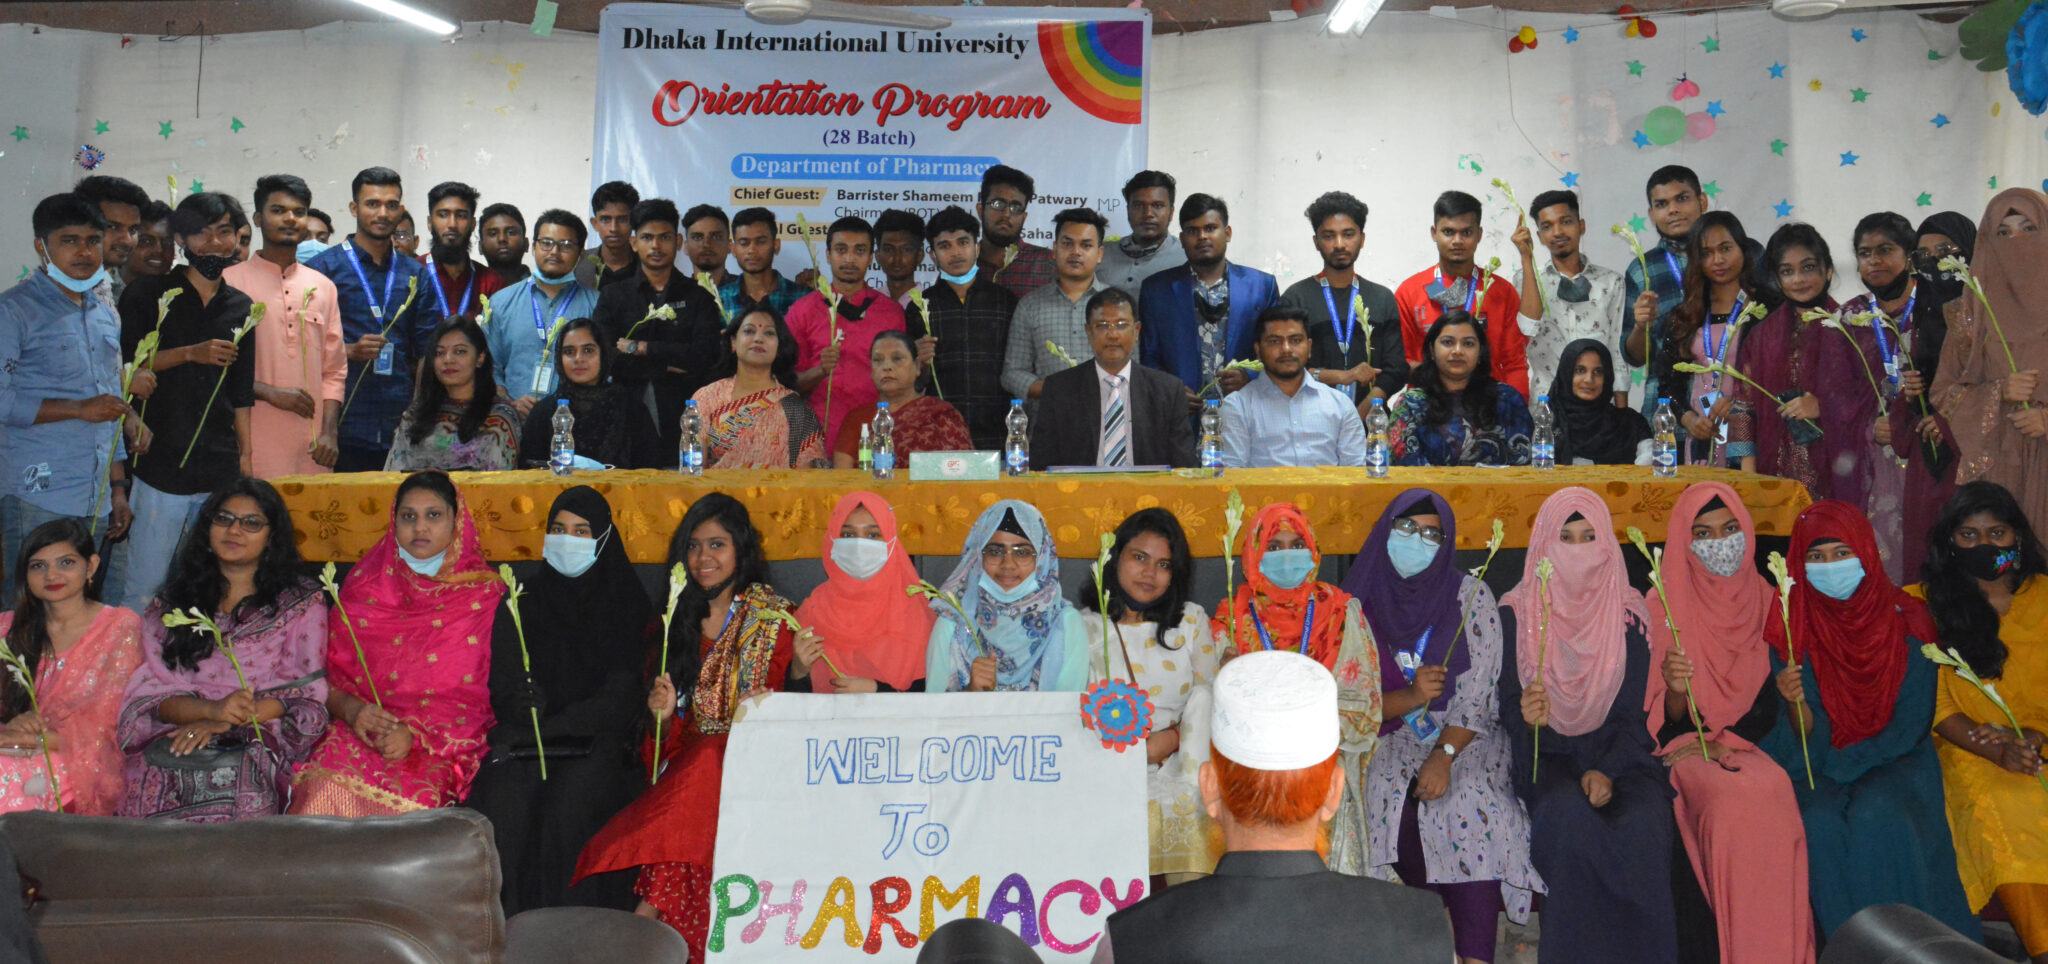 Dhaka International University
Orientation Program
(28 Batch)
Department of Pharmacy
Chief Guest: Barrister Shameem Patwary MP
Saha
WELCOME
To
PHARMACY